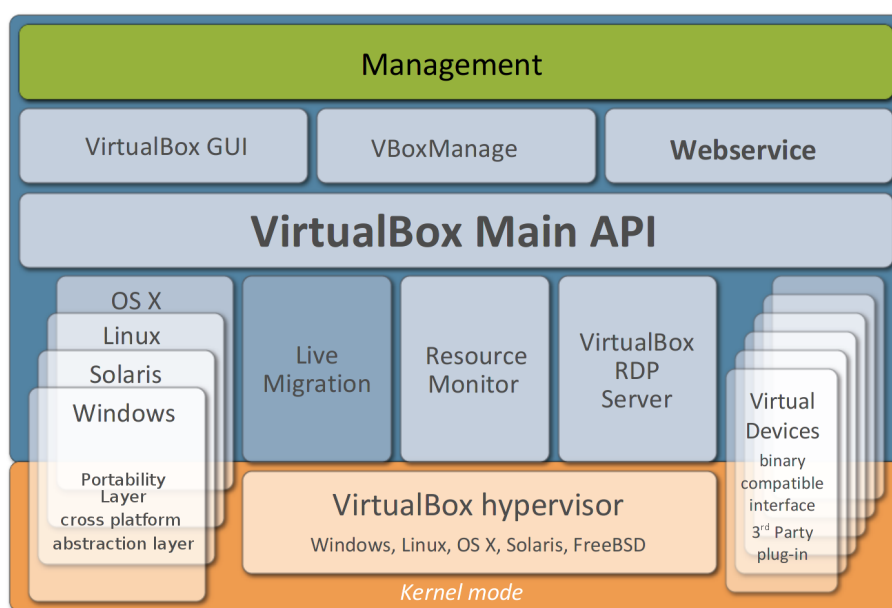 Management
VirtualBox GUI
VBoxManage
Webservice
VirtualBox Main API
OS X
Linux
Solaris
Windows
Portability
Layer
cross platform
abstraction layer
Live
Migration
Resource
Monitor
VirtualBox
RDP
Server
Virtual
Devices
binary
compatible
interface
3rd Party
plug-in
VirtualBox hypervisor
Windows, Linux, OS X, Solaris, FreeBSD
Kernel mode